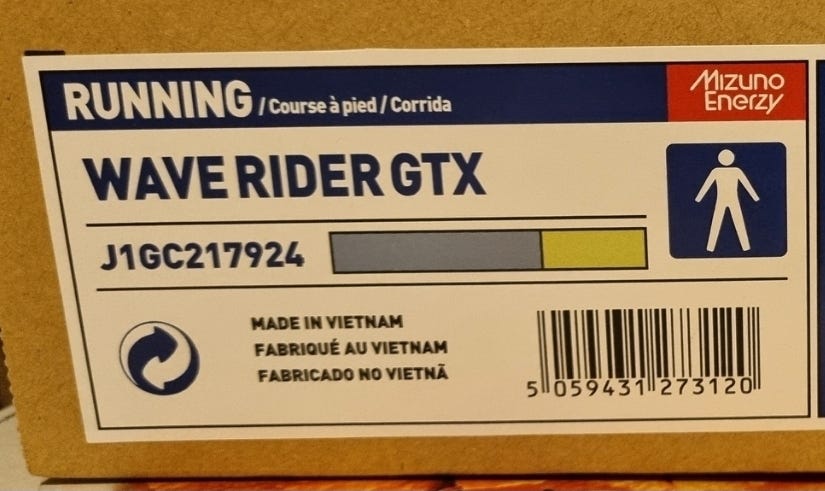 RUNNING / Course à pied / Corrida
Mizuno
Enerzy
WAVE RIDER GTX
J1GC217924
MADE IN VIETNAM
FABRIQUÉ AU VIETNAM
FABRICADO NO VIETNÃ
5 059431 273120